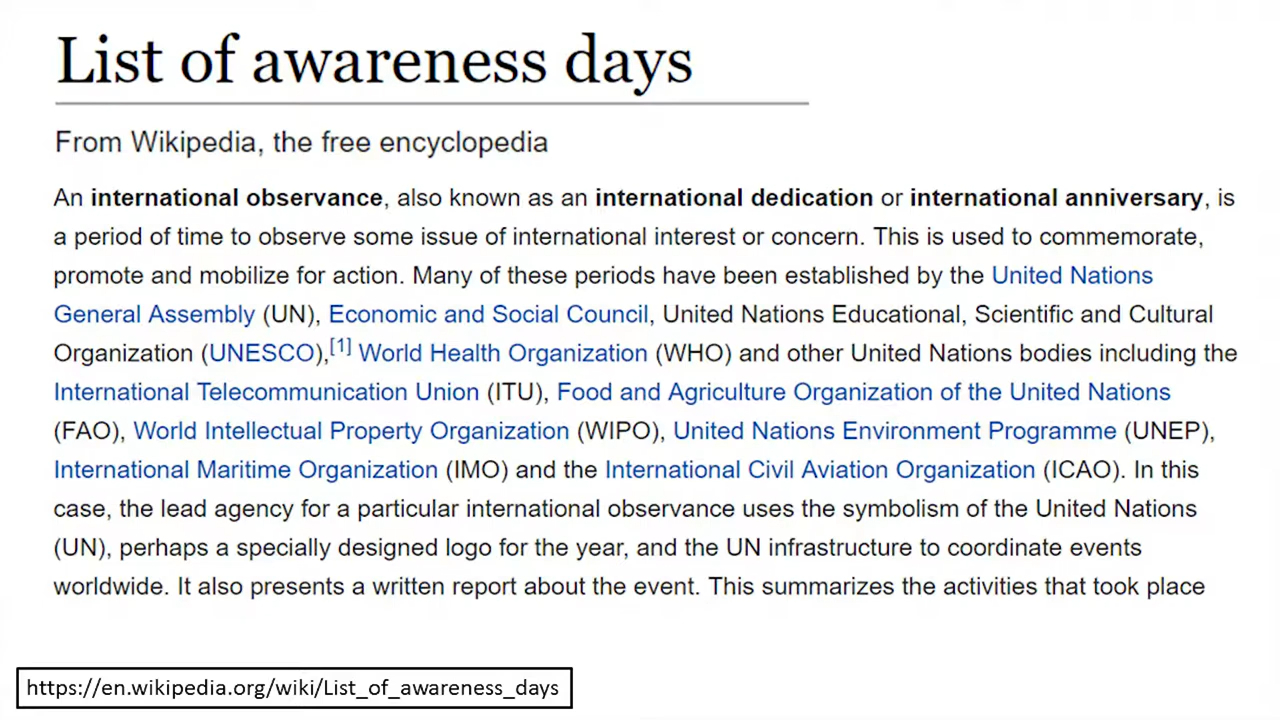 List of awareness days
From Wikipedia, the free encyclopedia
An international observance, also known as an international dedication or international anniversary, is
a period of time to observe some issue of international interest or concern. This is used to commemorate,
promote and mobilize for action. Many of these periods have been established by the United Nations
General Assembly (UN), Economic and Social Council, United Nations Educational, Scientific and Cultural
Organization (UNESCO),[1] World Health Organization (WHO) and other United Nations bodies including the
International Telecommunication Union (ITU), Food and Agriculture Organization of the United Nations
(FAO), World Intellectual Property Organization (WIPO), United Nations Environment Programme (UNEP),
International Maritime Organization (IMO) and the International Civil Aviation Organization (ICAO). In this
case, the lead agency for a particular international observance uses the symbolism of the United Nations
(UN), perhaps a specially designed logo for the year, and the UN infrastructure to coordinate events
worldwide. It also presents a written report about the event. This summarizes the activities that took place
https://en.wikipedia.org/wiki/List_of_awareness_days